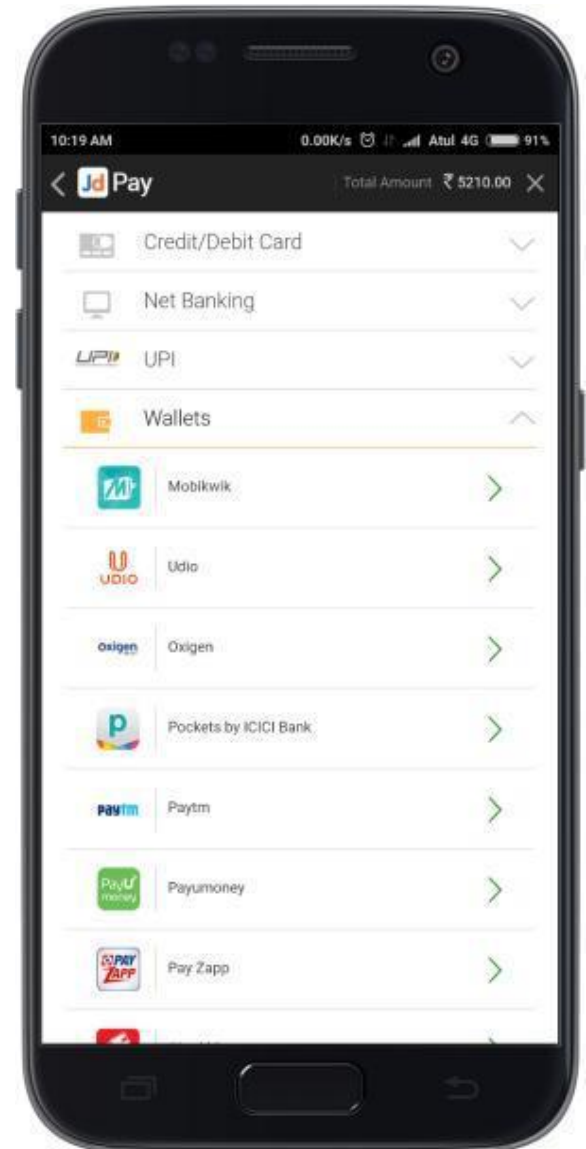 10:19 AM 0.00K/s Atul 4G 91%
Jd Pay Total Amount ₹ 5210.00
Credit/Debit Card
Net Banking
UPI UPI
Wallets
Mobikwik
UDIO Udio
Oxigen Oxigen
p Pockets by ICICI Bank
Paytm Paytm
PayU money Payumoney
PAY ZAPP Pay Zapp